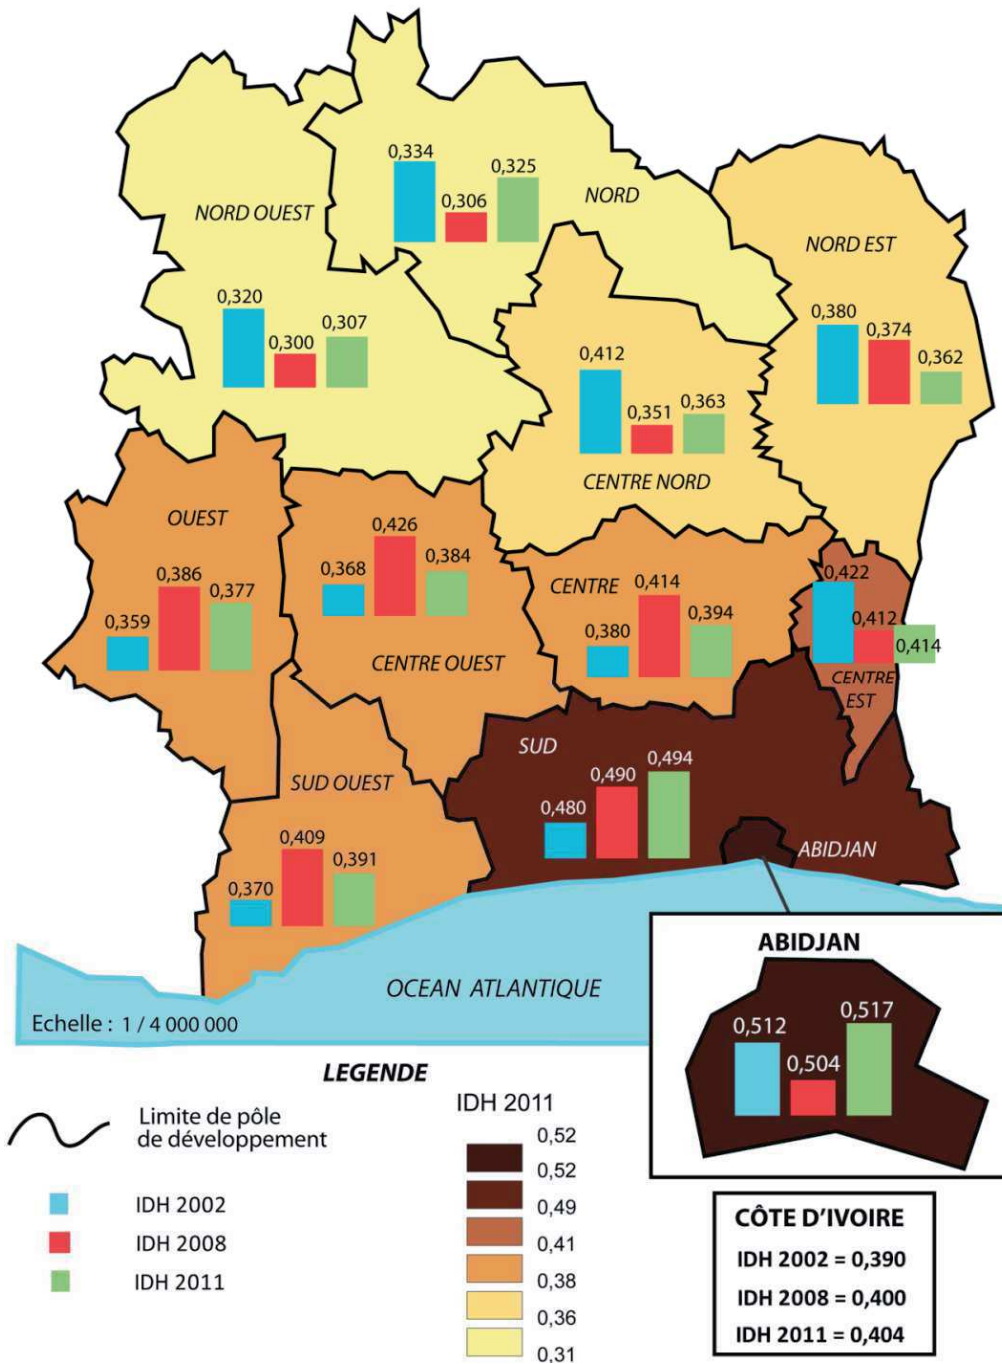 0,334
0,306
0,325
NORD
NORD OUEST
NORD EST
0,320
0,300
0,307
0,380
0,374
0,362
0,412
0,351
0,363
CENTRE NORD
OUEST
0,359
0,386
0,377
0,368
0,426
0,384
CENTRE OUEST
CENTRE
0,380
0,414
0,394
0,422
0,412
0,414
CENTRE
EST
SUD
0,480
0,490
0,494
SUD OUEST
0,370
0,409
0,391
ABIDJAN
OCEAN ATLANTIQUE
Echelle : 1 / 4 000 000
ABIDJAN
0,512
0,504
0,517
LEGENDE
Limite de pôle
de développement
IDH 2002
IDH 2008
IDH 2011
IDH 2011
0,52
0,52
0,49
0,41
0,38
0,36
0,31
CÔTE D'IVOIRE
IDH 2002 = 0,390
IDH 2008 = 0,400
IDH 2011 = 0,404